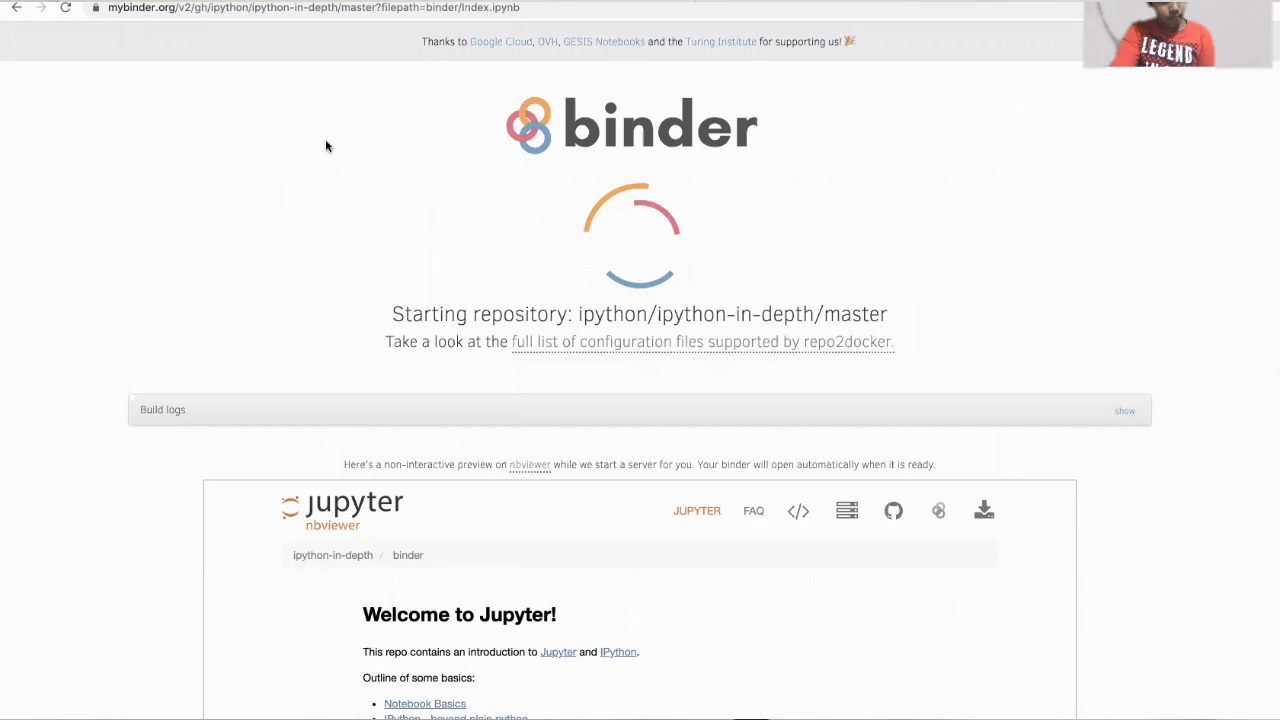 mybinder.org/v2/gh/ipython/ipython-in-depth/master?filepath=binder/Index.ipynb
Thanks to Google Cloud, OVH, GESIS Notebooks and the Turing Institute for supporting us! 🎉
LEGEND
binder
Starting repository: ipython/ipython-in-depth/master
Take a look at the full list of configuration files supported by repo2docker.
Build logs show
Here's a non-interactive preview on nbviewer while we start a server for you. Your binder will open automatically when it is ready.
jupyter
nbviewer
JUPYTER FAQ </>
ipython-in-depth / binder
Welcome to Jupyter!
This repo contains an introduction to Jupyter and IPython.
Outline of some basics:
• Notebook Basics
• IPython - beyond plain python